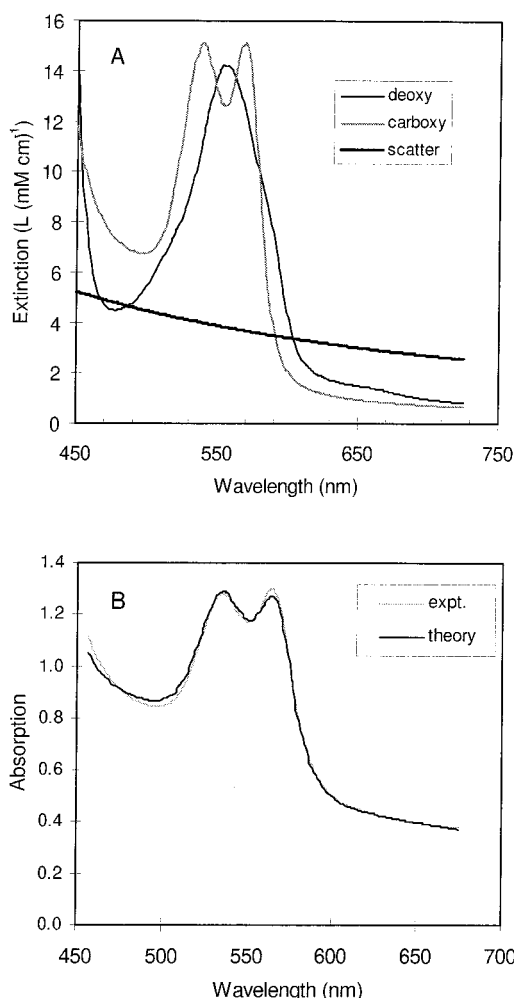 16
14
12
10
8
6
4
2
0
Extinction (L (mM cm)¹)
A
deoxy
carboxy
scatter
450 550 650 750
Wavelength (nm)
1.4
1.2
1.0
0.8
0.6
0.4
0.2
0.0
Absorption
B
expt.
theory
450 500 550 600 650 700
Wavelength (nm)